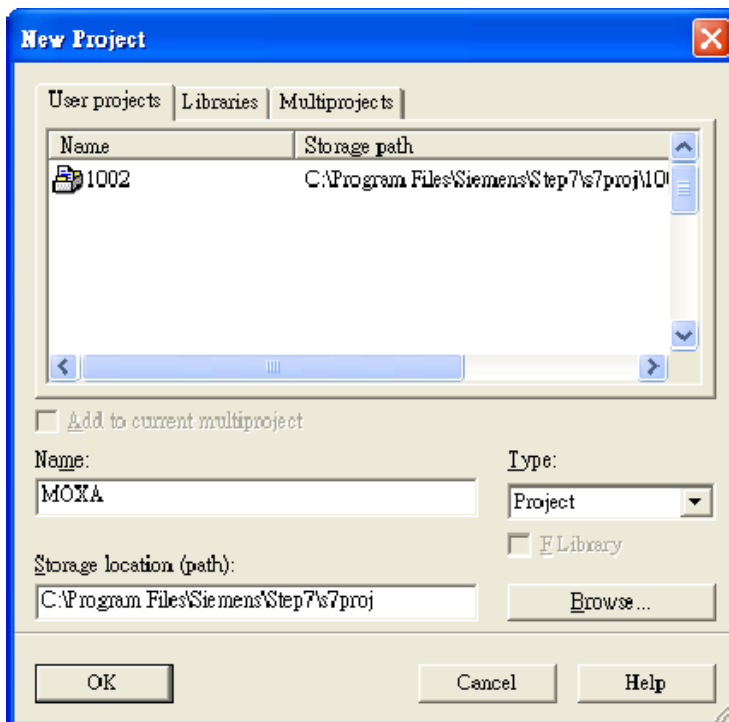 New Project
User projects Libraries Multiprojects
Name Storage path
1002 C:\Program Files\Siemens\Step7\s7proj\10
Add to current multiproject
Name: Type:
MOXA Project
F Library
Storage location (path):
C:\Program Files\Siemens\Step7\s7proj Browse...
OK Cancel Help